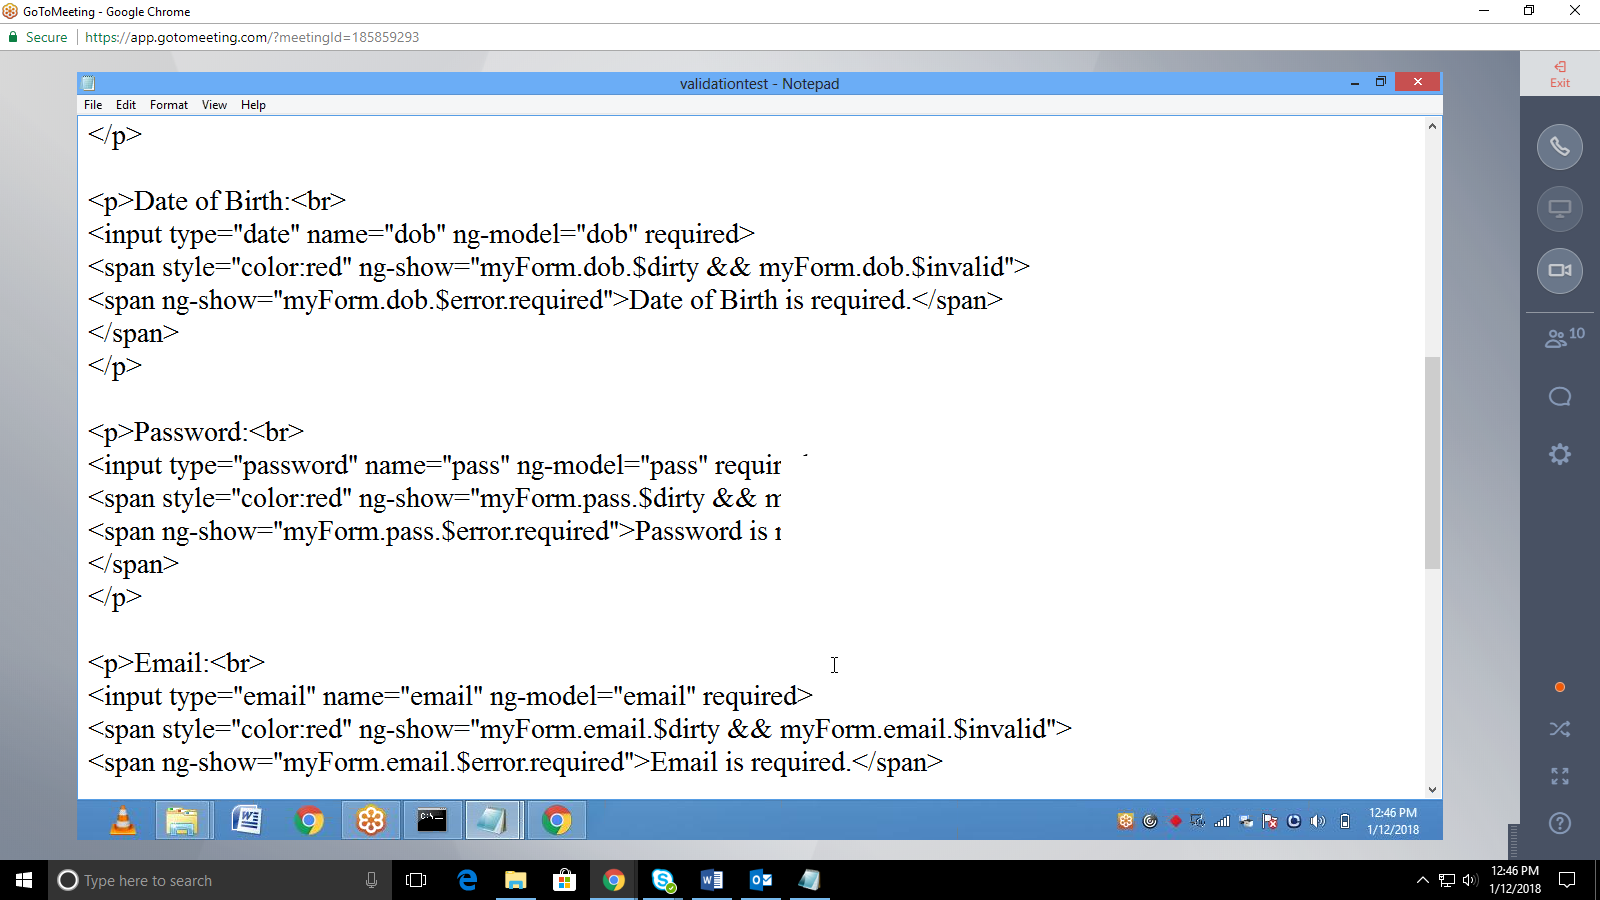 GoToMeeting - Google Chrome
Secure
https://app.gotomeeting.com/?meetingId=185859293
Exit
validationtest - Notepad
File Edit Format View Help
</p>
<p>Date of Birth:<br>
<input type="date" name="dob" ng-model="dob" required>
<span style="color:red" ng-show="myForm.dob.$dirty && myForm.dob.$invalid">
<span ng-show="myForm.dob.$error.required">Date of Birth is required.</span>
</span>
</p>
<p>Password:<br>
<input type="password" name="pass" ng-model="pass" requir
<span style="color:red" ng-show="myForm.pass.$dirty && m
<span ng-show="myForm.pass.$error.required">Password is r
</span>
</p>
<p>Email:<br>
<input type="email" name="email" ng-model="email" required>
<span style="color:red" ng-show="myForm.email.$dirty && myForm.email.$invalid">
<span ng-show="myForm.email.$error.required">Email is required.</span>
10
12:46 PM
1/12/2018
Type here to search
12:46 PM
1/12/2018